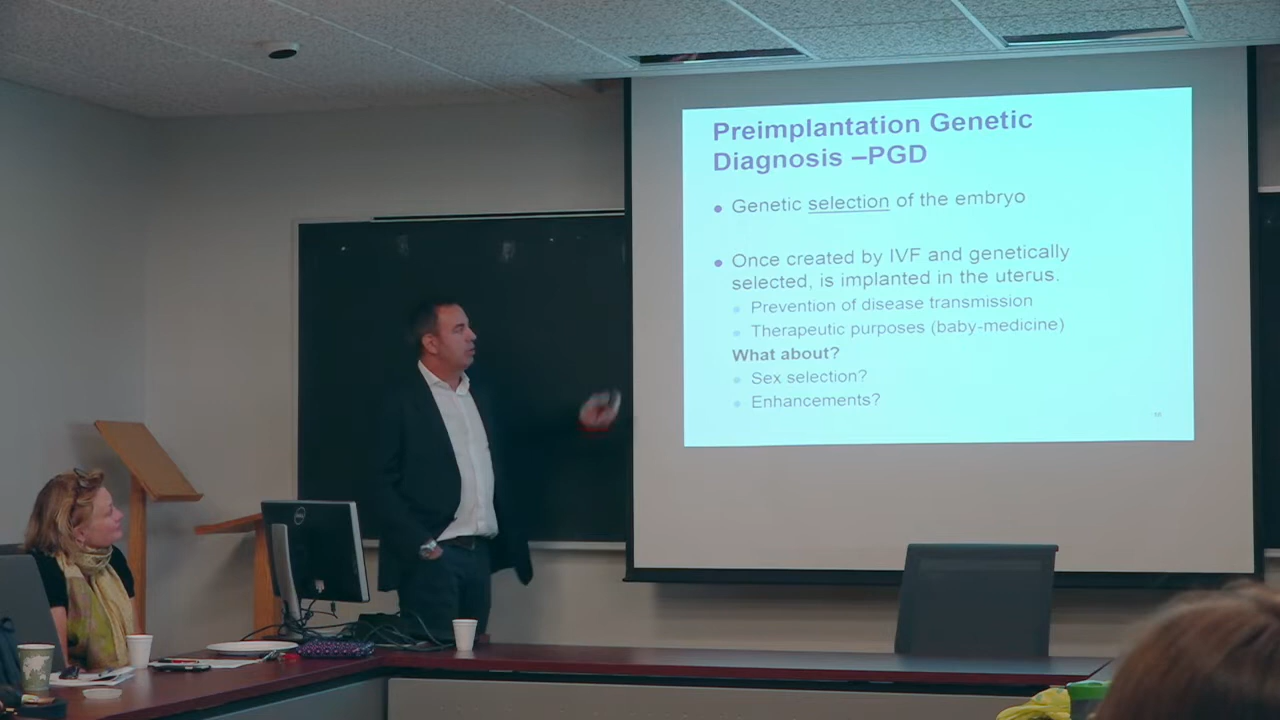 Preimplantation Genetic
Diagnosis –PGD
Genetic selection of the embryo
Once created by IVF and genetically
selected, is implanted in the uterus.
Prevention of disease transmission
Therapeutic purposes (baby-medicine)
What about?
Sex selection?
Enhancements?
DELL